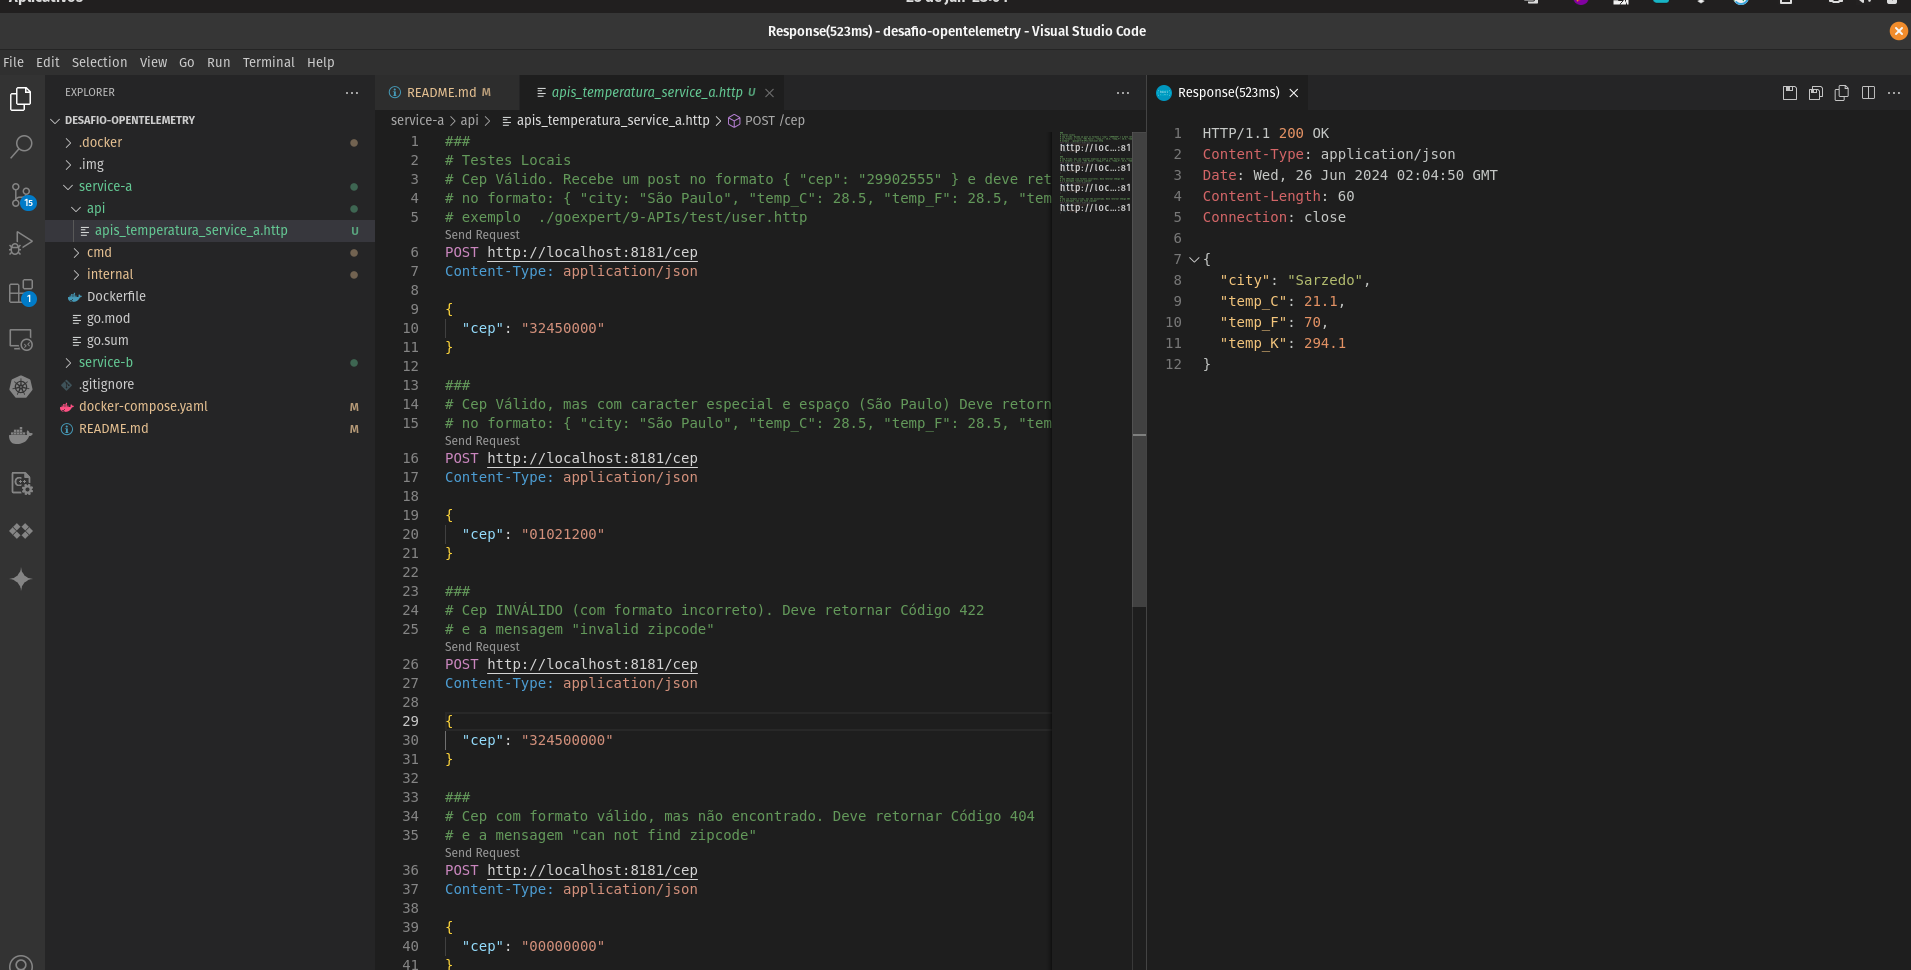 Response(523ms) - desafio-opentelemetry - Visual Studio Code
File Edit Selection View Go Run Terminal Help
EXPLORER
DESAFIO-OPENTELEMETRY
.docker
.img
service-a
api
apis_temperatura_service_a.http U
cmd
internal
Dockerfile
go.mod
go.sum
service-b
.gitignore
docker-compose.yaml M
README.md M
15
1
README.md M
apis_temperatura_service_a.http U
service-a > api > apis_temperatura_service_a.http > POST /cep
1 ###
2 # Testes Locais
3 # Cep Válido. Recebe um post no formato { "cep": "29902555" } e deve ret
4 # no formato: { "city: "São Paulo", "temp_C": 28.5, "temp_F": 28.5, "tem
5 # exemplo ./goexpert/9-APIs/test/user.http
Send Request
6 POST http://localhost:8181/cep
7 Content-Type: application/json
8
9 {
10 "cep": "32450000"
11 }
12
13 ###
14 # Cep Válido, mas com caracter especial e espaço (São Paulo) Deve retorn
15 # no formato: { "city: "São Paulo", "temp_C": 28.5, "temp_F": 28.5, "tem
Send Request
16 POST http://localhost:8181/cep
17 Content-Type: application/json
18
19 {
20 "cep": "01021200"
21 }
22
23 ###
24 # Cep INVÁLIDO (com formato incorreto). Deve retornar Código 422
25 # e a mensagem "invalid zipcode"
Send Request
26 POST http://localhost:8181/cep
27 Content-Type: application/json
28
29 {
30 "cep": "324500000"
31 }
32
33 ###
34 # Cep com formato válido, mas não encontrado. Deve retornar Código 404
35 # e a mensagem "can not find zipcode"
Send Request
36 POST http://localhost:8181/cep
37 Content-Type: application/json
38
39 {
40 "cep": "00000000"
41 }
http://loc...:81
http://loc...:81
http://loc...:81
http://loc...:81
Response(523ms)
1 HTTP/1.1 200 OK
2 Content-Type: application/json
3 Date: Wed, 26 Jun 2024 02:04:50 GMT
4 Content-Length: 60
5 Connection: close
6
7 {
8 "city": "Sarzedo",
9 "temp_C": 21.1,
10 "temp_F": 70,
11 "temp_K": 294.1
12 }